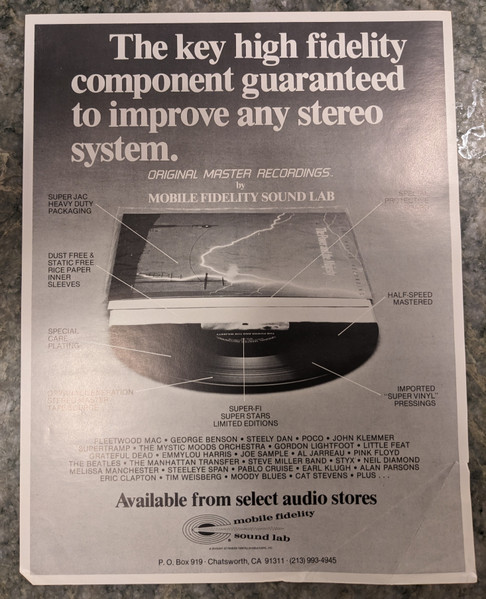 The key high fidelity
component guaranteed
to improve any stereo
system.
ORIGINAL MASTER RECORDINGS™
by
MOBILE FIDELITY SOUND LAB
SUPER JAC
HEAVY DUTY
PACKAGING
DUST FREE &
STATIC FREE
RICE PAPER
INNER
SLEEVES
HALF-SPEED
MASTERED
SPECIAL
CARE
PLATING
IMPORTED
"SUPER VINYL"
PRESSINGS
SUPER-FI
SUPER STARS
LIMITED EDITIONS
FLEETWOOD MAC • GEORGE BENSON • STEELY DAN • POCO • JOHN KLEMMER
SUPERTRAMP • THE MYSTIC MOODS ORCHESTRA • GORDON LIGHTFOOT • LITTLE FEAT
GRATEFUL DEAD • EMMYLOU HARRIS • JOE SAMPLE • AL JARREAU • PINK FLOYD
THE BEATLES • THE MANHATTAN TRANSFER • STEVE MILLER BAND • STYX • NEIL DIAMOND
MELISSA MANCHESTER • STEELEYE SPAN • PABLO CRUISE • EARL KLUGH • ALAN PARSONS
ERIC CLAPTON • TIM WEISBERG • MOODY BLUES • CAT STEVENS • PLUS . . .
Available from select audio stores
mobile fidelity
sound lab
P. O. Box 919 · Chatsworth, CA 91311 · (213) 993-4945